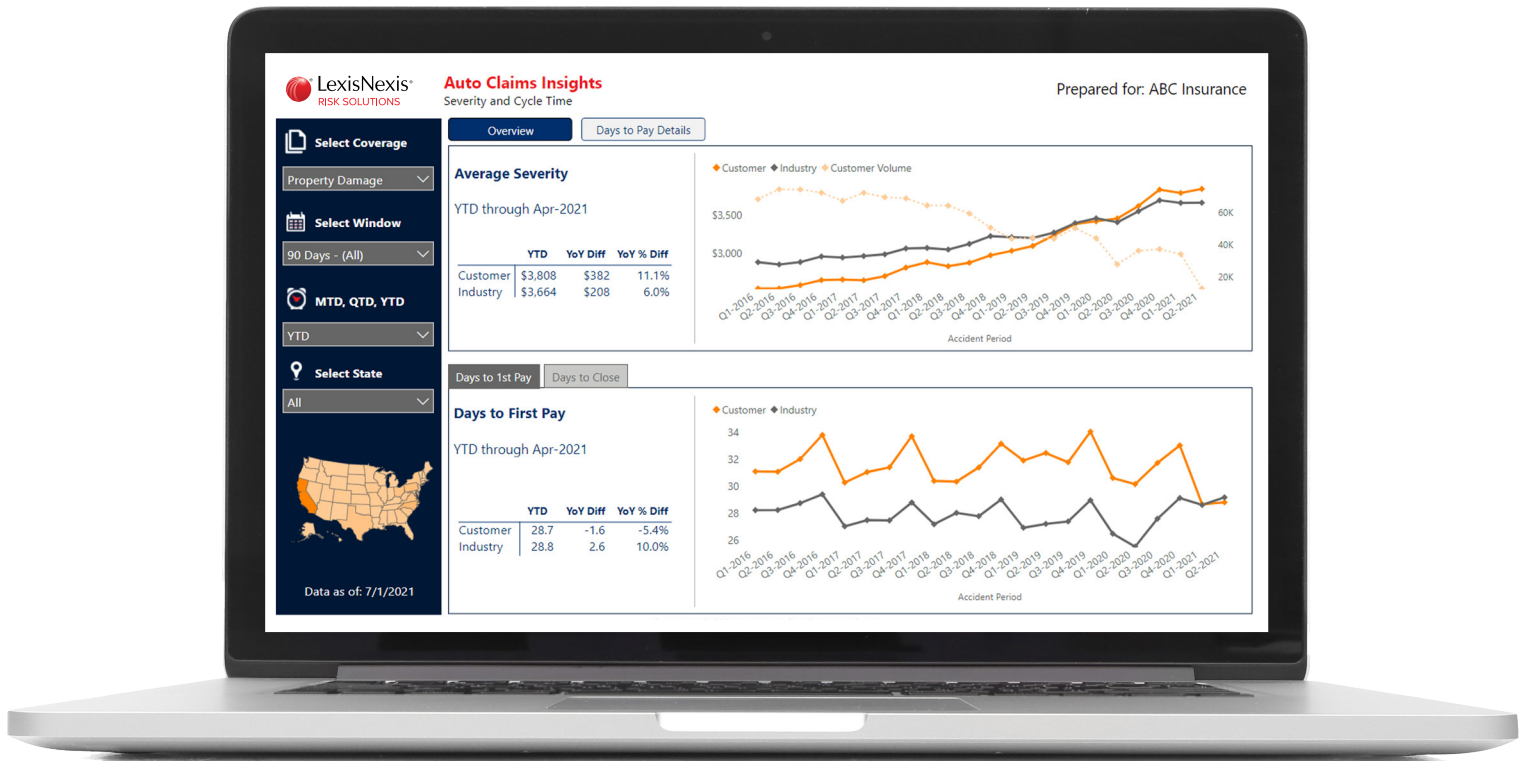 LexisNexis®
RISK SOLUTIONS
Auto Claims Insights
Severity and Cycle Time
Prepared for: ABC Insurance
Select Coverage
Property Damage
Select Window
90 Days - (All)
MTD, QTD, YTD
YTD
Select State
All
Data as of: 7/1/2021
Overview
Days to Pay Details
Average Severity
YTD through Apr-2021
YTD YoY Diff YoY % Diff
Customer $3,808 $382 11.1%
Industry $3,664 $208 6.0%
Customer Industry Customer Volume
$3,500
$3,000
60K
40K
20K
Q1-2016 Q2-2016 Q3-2016 Q4-2016 Q1-2017 Q2-2017 Q3-2017 Q4-2017 Q1-2018 Q2-2018 Q3-2018 Q4-2018 Q1-2019 Q2-2019 Q3-2019 Q4-2019 Q1-2020 Q2-2020 Q3-2020 Q4-2020 Q1-2021 Q2-2021
Accident Period
Days to 1st Pay
Days to Close
Days to First Pay
YTD through Apr-2021
YTD YoY Diff YoY % Diff
Customer 28.7 -1.6 -5.4%
Industry 28.8 2.6 10.0%
Customer Industry
34
32
30
28
26
Q1-2016 Q2-2016 Q3-2016 Q4-2016 Q1-2017 Q2-2017 Q3-2017 Q4-2017 Q1-2018 Q2-2018 Q3-2018 Q4-2018 Q1-2019 Q2-2019 Q3-2019 Q4-2019 Q1-2020 Q2-2020 Q3-2020 Q4-2020 Q1-2021 Q2-2021
Accident Period